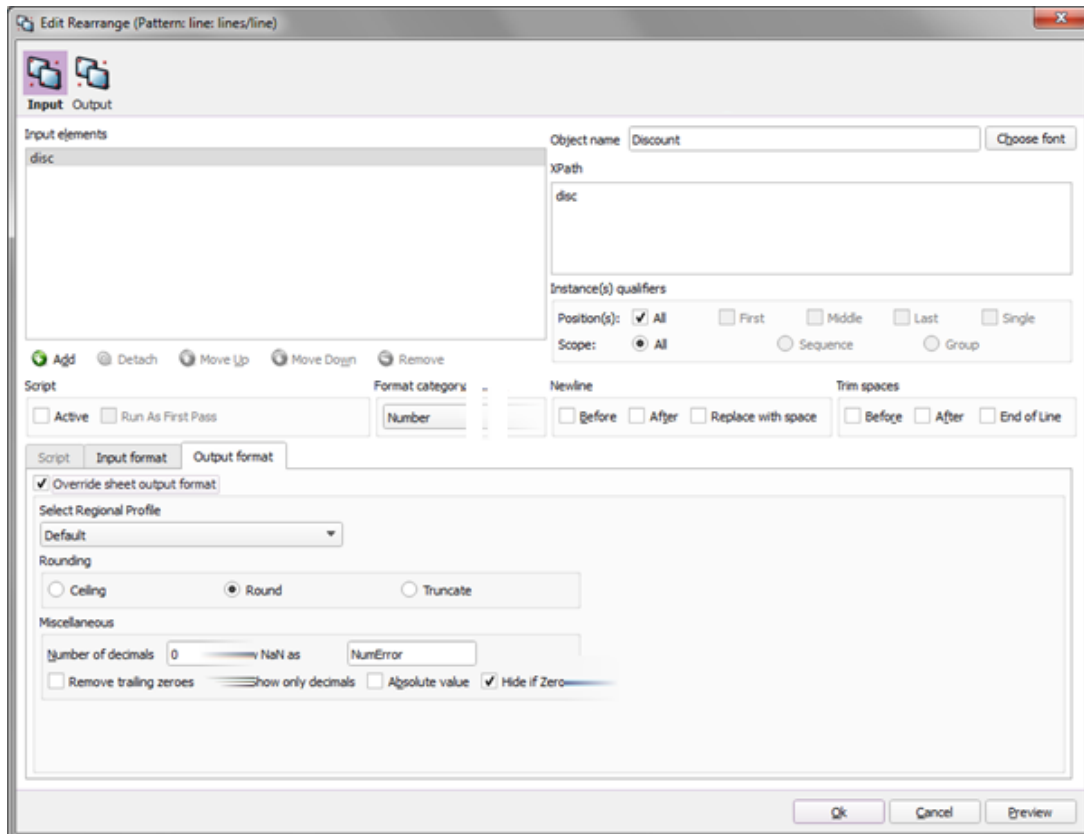 Edit Rearrange (Pattern: line: lines/line)
Input Output
Input elements
disc
Object name Discount Choose font
XPath
disc
Instance(s) qualifiers
Position(s): All First Middle Last Single
Scope: All Sequence Group
Add Detach Move Up Move Down Remove
Script
Active Run As First Pass
Format category
Number
Newline
Before After Replace with space
Trim spaces
Before After End of Line
Script Input format Output format
Override sheet output format
Select Regional Profile
Default
Rounding
Ceiling Round Truncate
Miscellaneous
Number of decimals 0 NaN as NumError
Remove trailing zeroes Show only decimals Absolute value Hide if Zero
Ok Cancel Preview